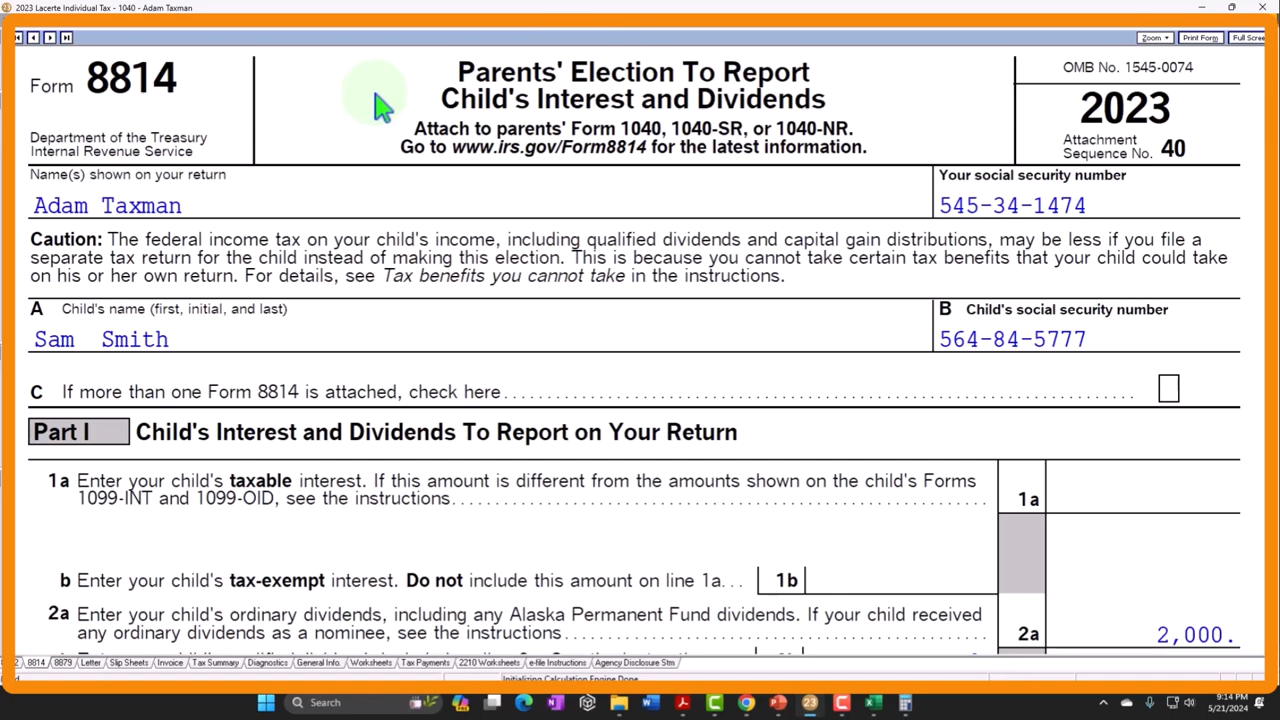 2023 Lacerte Individual Tax - 1040 - Adam Taxman
Zoom
Print Form
Full Scree
Form 8814
Department of the Treasury
Internal Revenue Service
Parents' Election To Report
Child's Interest and Dividends
Attach to parents' Form 1040, 1040-SR, or 1040-NR.
Go to www.irs.gov/Form8814 for the latest information.
OMB No. 1545-0074
2023
Attachment
Sequence No. 40
Name(s) shown on your return
Your social security number
Adam Taxman
545-34-1474
Caution: The federal income tax on your child's income, including qualified dividends and capital gain distributions, may be less if you file a
separate tax return for the child instead of making this election. This is because you cannot take certain tax benefits that your child could take
on his or her own return. For details, see Tax benefits you cannot take in the instructions.
A Child's name (first, initial, and last)
B Child's social security number
Sam Smith
564-84-5777
C If more than one Form 8814 is attached, check here
Part I Child's Interest and Dividends To Report on Your Return
1a Enter your child's taxable interest. If this amount is different from the amounts shown on the child's Forms
1099-INT and 1099-OID, see the instructions
1a
b Enter your child's tax-exempt interest. Do not include this amount on line 1a... 1b
2a Enter your child's ordinary dividends, including any Alaska Permanent Fund dividends. If your child received
any ordinary dividends as a nominee, see the instructions
2a 2,000.
2 8814 8879 Letter Slip Sheets Invoice Tax Summary Diagnostics General Info. Worksheets Tax Payments 2210 Worksheets e-file Instructions Agency Disclosure Stm
Initializing Calculation Engine Done
Search
9:14 PM
5/21/2024